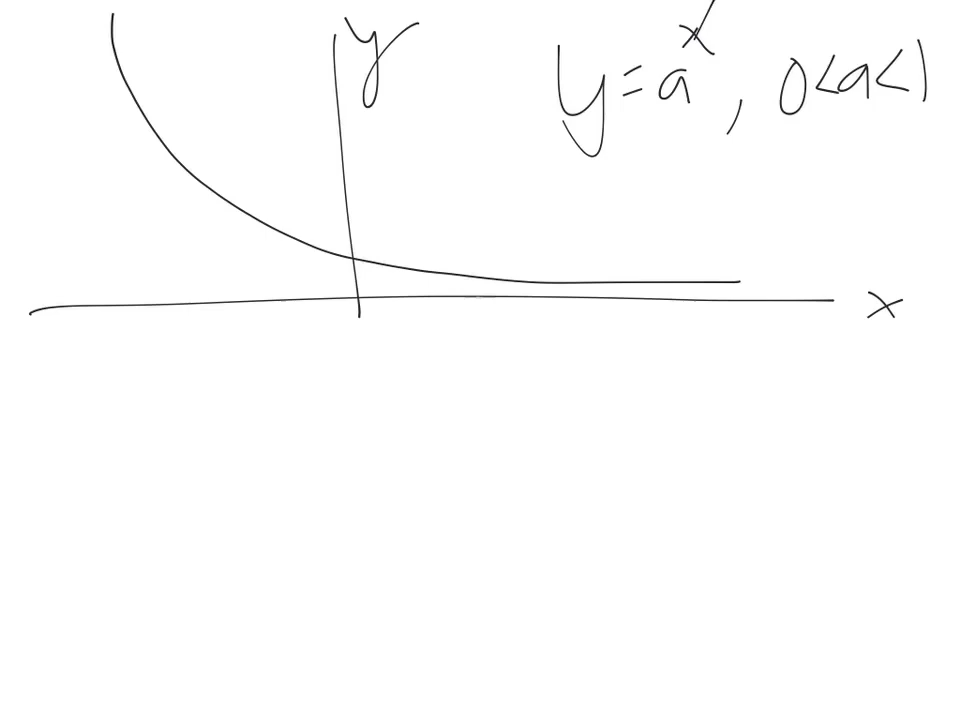 y
y = a^x, 0<a<1
x